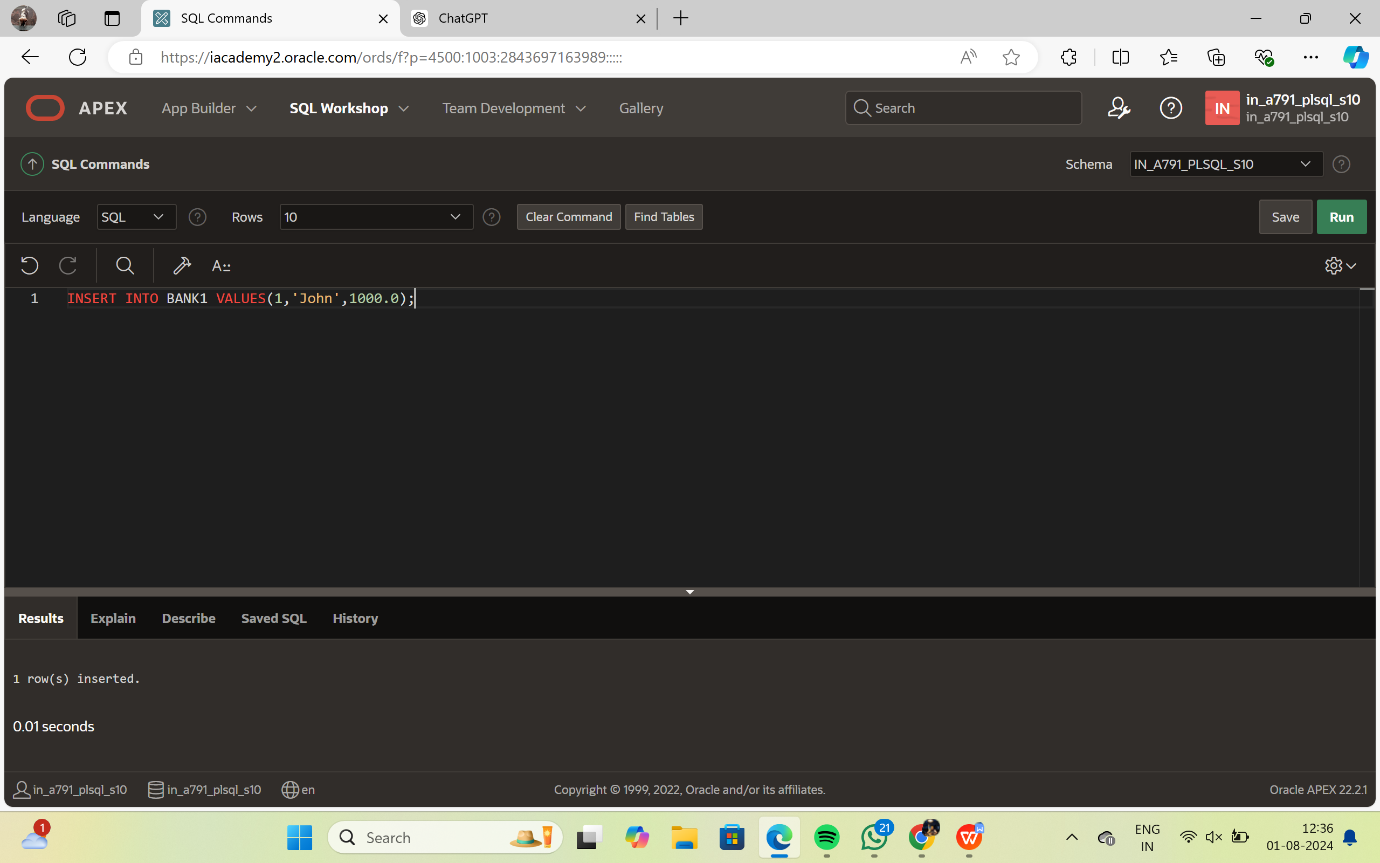 SQL Commands
ChatGPT
https://iacademy2.oracle.com/ords/f?p=4500:1003:2843697163989:::::
APEX App Builder SQL Workshop Team Development Gallery Search IN in_a791_plsql_s10
in_a791_plsql_s10
SQL Commands Schema IN_A791_PLSQL_S10
Language SQL Rows 10 Clear Command Find Tables Save Run
1 INSERT INTO BANK1 VALUES(1,'John',1000.0);
Results Explain Describe Saved SQL History
1 row(s) inserted.
0.01 seconds
in_a791_plsql_s10 in_a791_plsql_s10 en Copyright © 1999, 2022, Oracle and/or its affiliates. Oracle APEX 22.2.1
1 Search 21 ENG 12:36
IN 01-08-2024